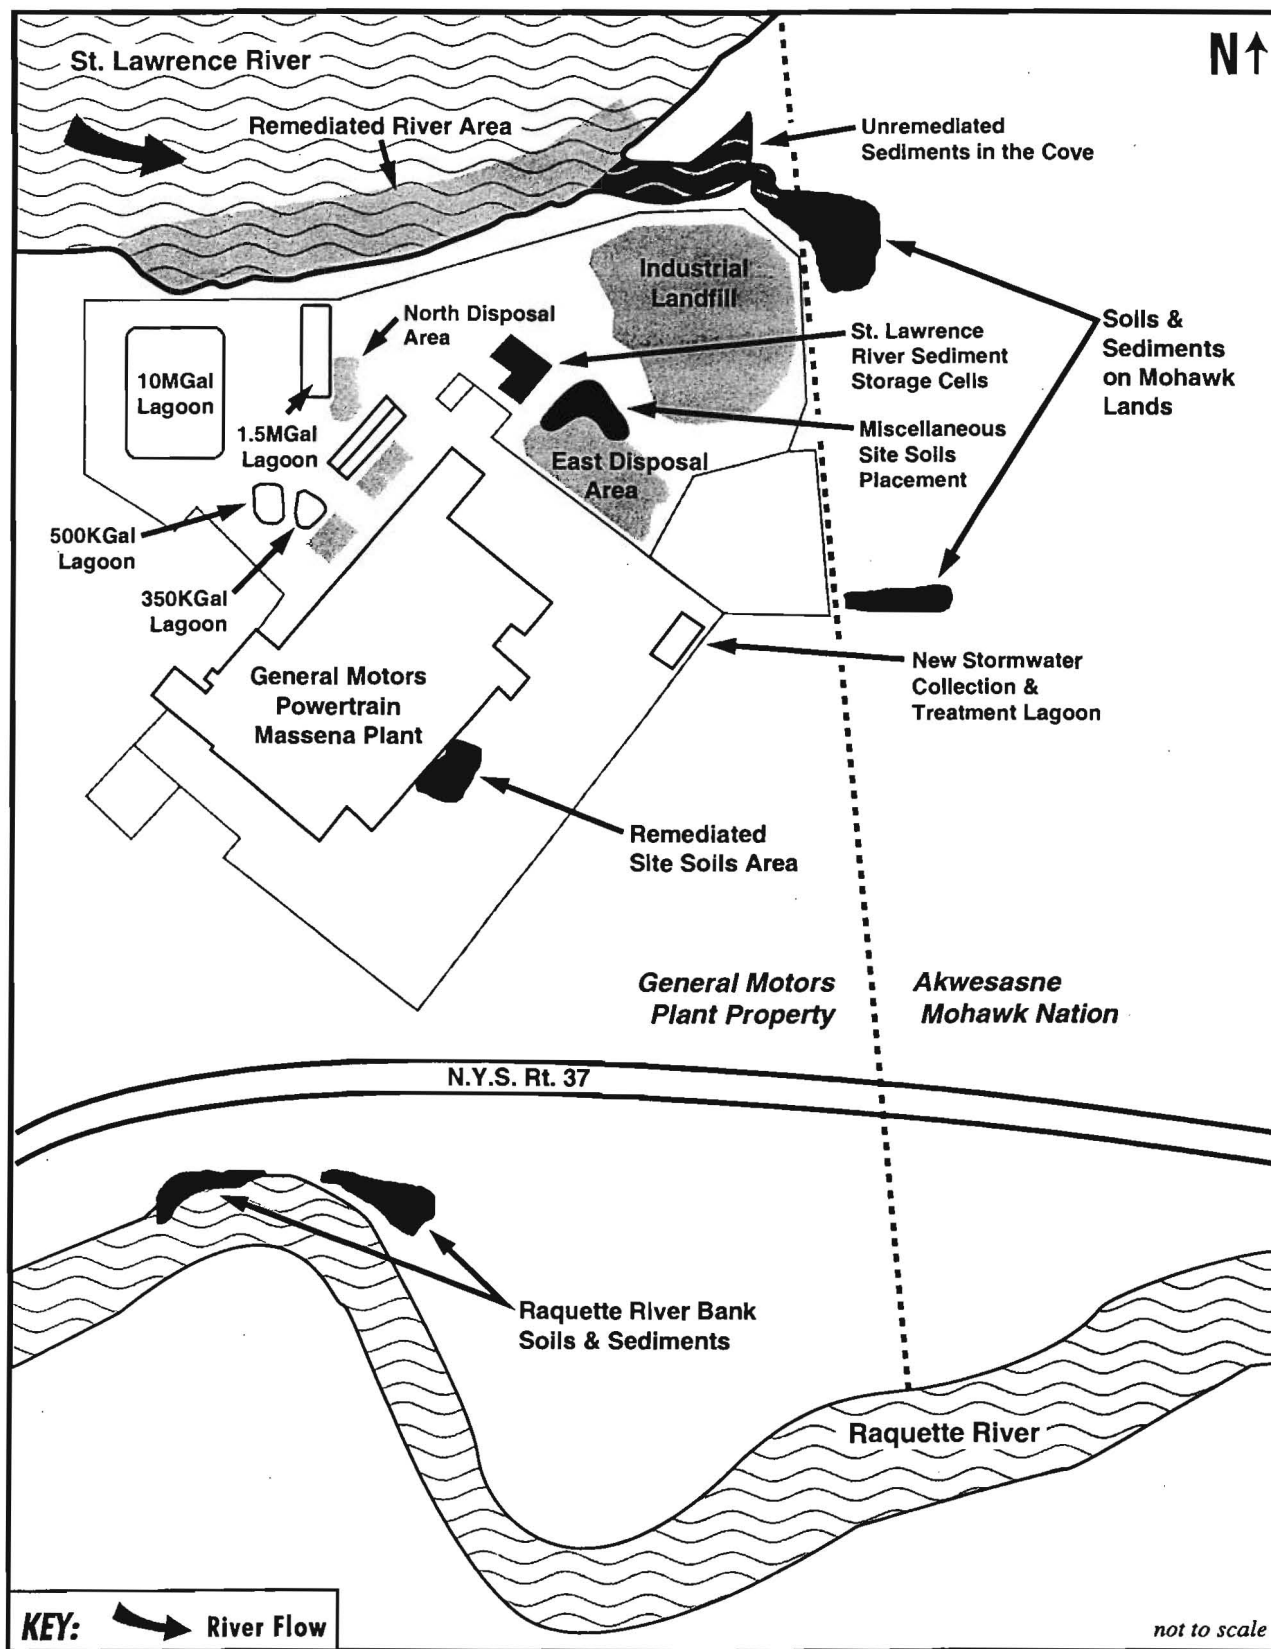 N
St. Lawrence River
Remediated River Area
Unremediated
Sediments in the Cove
Industrial
Landfill
North Disposal
Area
St. Lawrence
River Sediment
Storage Cells
Soils &
Sediments
on Mohawk
Lands
10MGal
Lagoon
1.5MGal
Lagoon
Miscellaneous
Site Soils
Placement
East Disposal
Area
500KGal
Lagoon
350KGal
Lagoon
New Stormwater
Collection &
Treatment Lagoon
General Motors
Powertrain
Massena Plant
Remediated
Site Soils Area
General Motors
Plant Property
Akwesasne
Mohawk Nation
N.Y.S. Rt. 37
Raquette River Bank
Soils & Sediments
Raquette River
KEY:
River Flow
not to scale